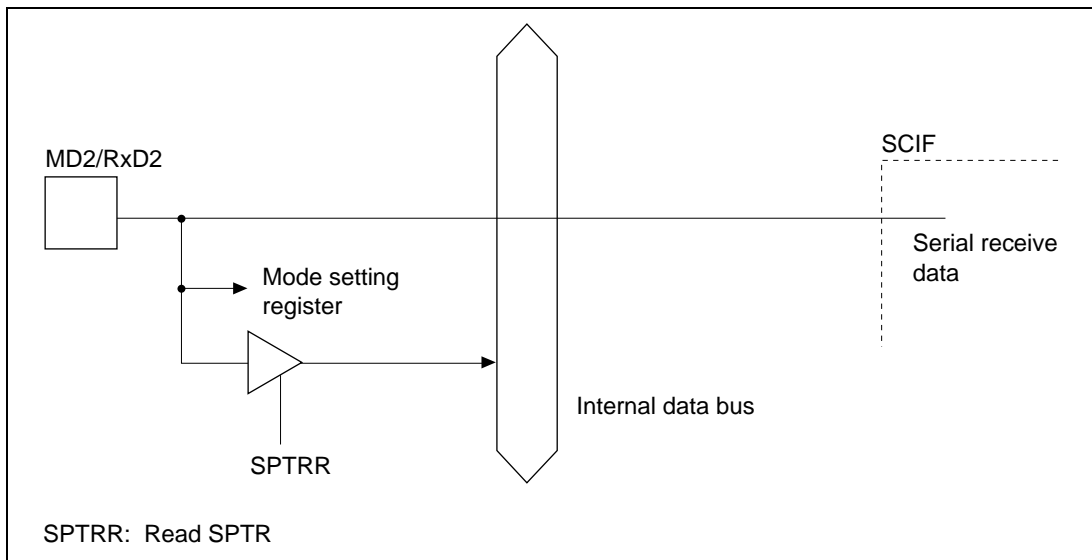 MD2/RxD2
SCIF
Serial receive
data
Mode setting
register
Internal data bus
SPTRR
SPTRR: Read SPTR